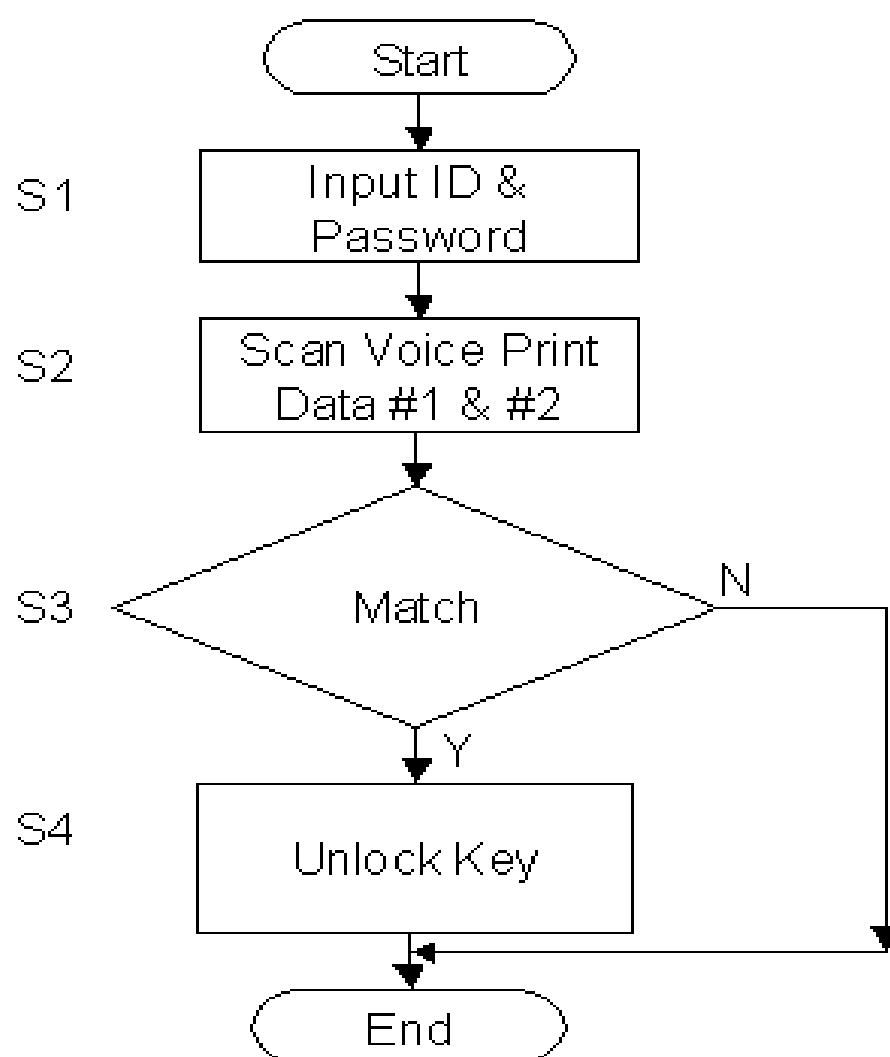 Start
S1
Input ID &
Password
S2
Scan Voice Print
Data #1 & #2
S3
Match
N
Y
S4
Unlock Key
End